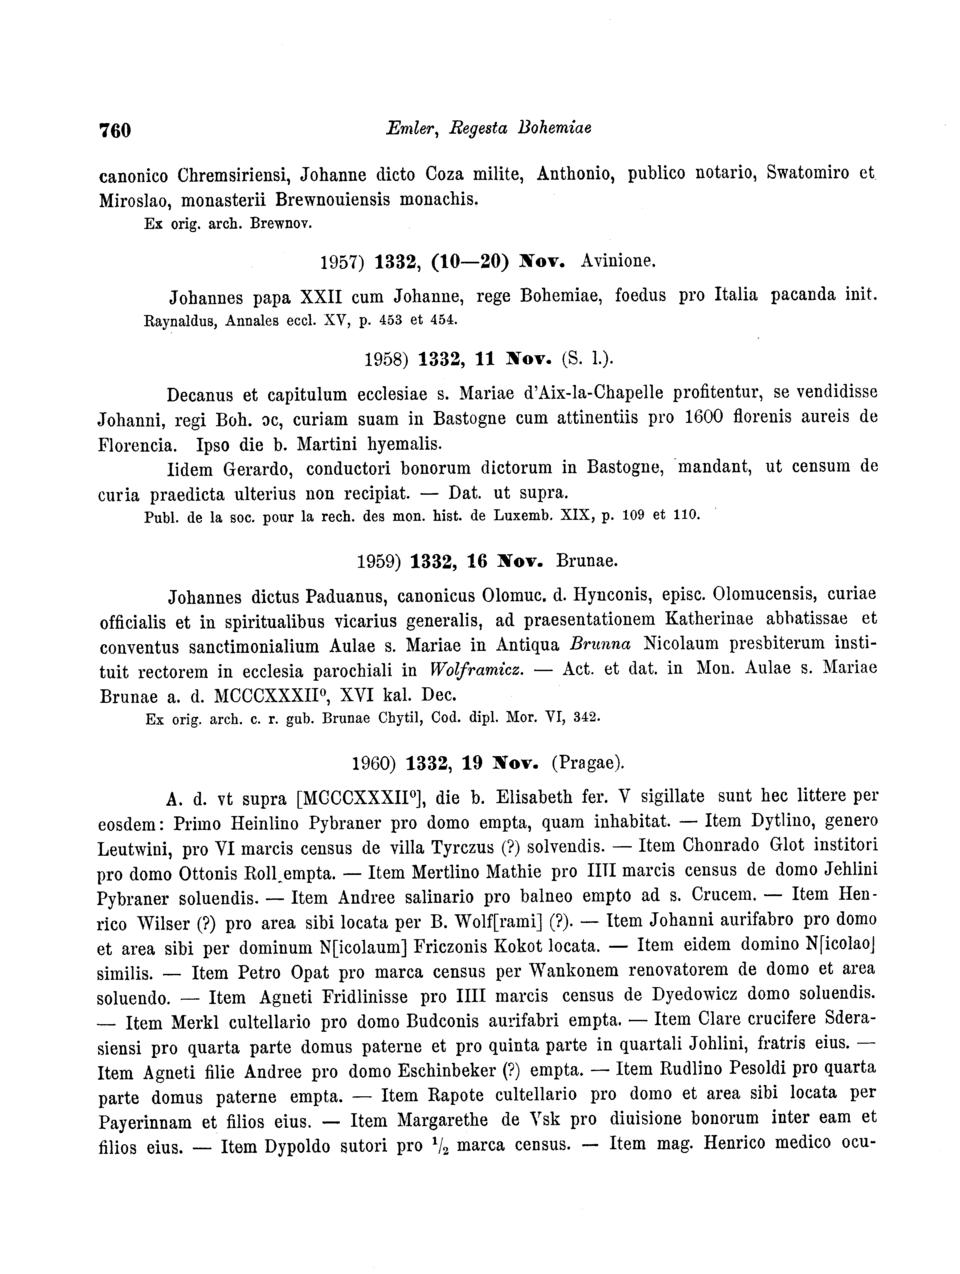 760 Emler, Regesta Bohemiae
canonico Chremsiriensi, Johanne dicto Coza milite, Anthonio, publico notario, Swatomiro et
Miroslao, monasterii Brewnouiensis monachis.
Ex orig. arch. Brewnov.
1957) 1332, (10—20) Nov. Avinione.
Johannes papa XXII cum Johanne, rege Bohemiae, foedus pro Italia pacanda init.
Raynaldus, Annales eccl. XV, p. 453 et 454.
1958) 1332, 11 Nov. (S. l.).
Decanus et capitulum ecclesiae s. Mariae d'Aix-la-Chapelle profitentur, se vendidisse
Johanni, regi Boh. ɔc, curiam suam in Bastogne cum attinentiis pro 1600 florenis aureis de
Florencia. Ipso die b. Martini hyemalis.
Iidem Gerardo, conductori bonorum dictorum in Bastogne, mandant, ut censum de
curia praedicta ulterius non recipiat. — Dat. ut supra.
Publ. de la soc. pour la rech. des mon. hist. de Luxemb. XIX, p. 109 et 110.
1959) 1332, 16 Nov. Brunae.
Johannes dictus Paduanus, canonicus Olomuc. d. Hynconis, episc. Olomucensis, curiae
officialis et in spiritualibus vicarius generalis, ad praesentationem Katherinae abbatissae et
conventus sanctimonialium Aulae s. Mariae in Antiqua Brunna Nicolaum presbiterum insti-
tuit rectorem in ecclesia parochiali in Wolframicz. — Act. et dat. in Mon. Aulae s. Mariae
Brunae a. d. MCCCXXXII⁰, XVI kal. Dec.
Ex orig. arch. c. r. gub. Brunae Chytil, Cod. dipl. Mor. VI, 342.
1960) 1332, 19 Nov. (Pragae).
A. d. vt supra [MCCCXXXII⁰], die b. Elisabeth fer. V sigillate sunt hec littere per
eosdem: Primo Heinlino Pybraner pro domo empta, quam inhabitat. — Item Dytlino, genero
Leutwini, pro VI marcis census de villa Tyrczus (?) solvendis. — Item Chonrado Glot institori
pro domo Ottonis Roll empta. — Item Mertlino Mathie pro IIII marcis census de domo Jehlini
Pybraner soluendis. — Item Andree salinario pro balneo empto ad s. Crucem. — Item Hen-
rico Wilser (?) pro area sibi locata per B. Wolf[rami] (?). — Item Johanni aurifabro pro domo
et area sibi per dominum N[icolaum] Friczonis Kokot locata. — Item eidem domino N[icolao]
similis. — Item Petro Opat pro marca census per Wankonem renovatorem de domo et area
soluendo. — Item Agneti Fridlinisse pro IIII marcis census de Dyedowicz domo soluendis.
— Item Merkl cultellario pro domo Budconis aurifabri empta. — Item Clare crucifere Sdera-
siensi pro quarta parte domus paterne et pro quinta parte in quartali Johlini, fratris eius. —
Item Agneti filie Andree pro domo Eschinbeker (?) empta. — Item Rudlino Pesoldi pro quarta
parte domus paterne empta. — Item Rapote cultellario pro domo et area sibi locata per
Payerinnam et filios eius. — Item Margarethe de Vsk pro diuisione bonorum inter eam et
filios eius. — Item Dypoldo sutori pro ½ marca census. — Item mag. Henrico medico ocu-